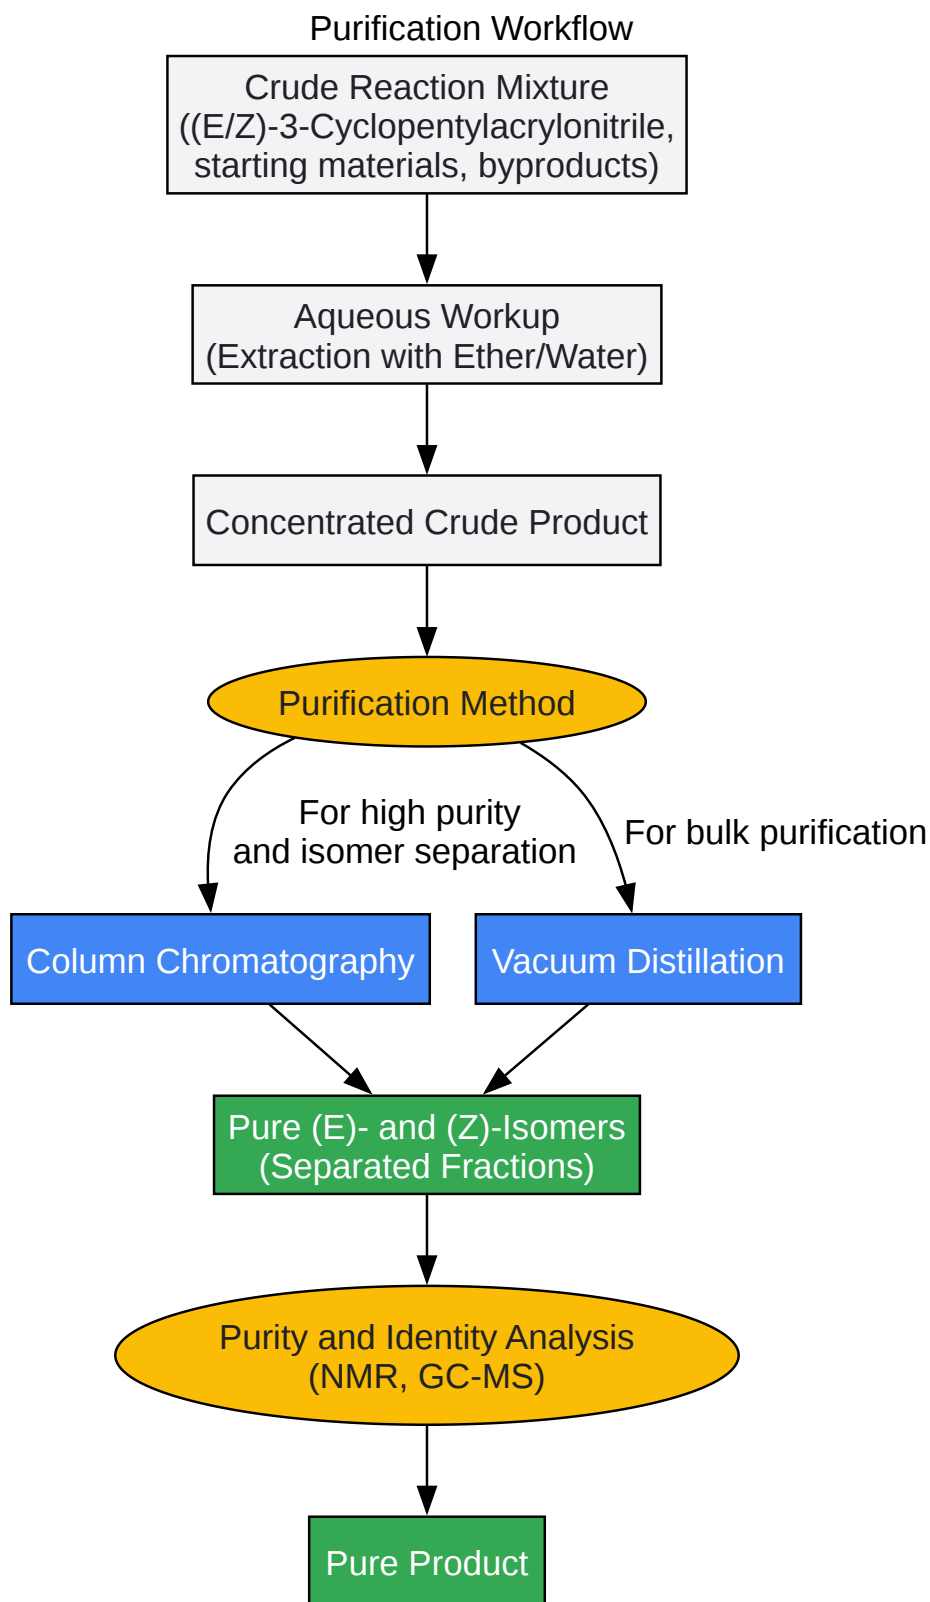 Purification Workflow
Crude Reaction Mixture
((E/Z)-3-Cyclopentylacrylonitrile,
starting materials, byproducts)
Aqueous Workup
(Extraction with Ether/Water)
Concentrated Crude Product
Purification Method
For high purity
and isomer separation
For bulk purification
Column Chromatography
Vacuum Distillation
Pure (E)- and (Z)-Isomers
(Separated Fractions)
Purity and Identity Analysis
(NMR, GC-MS)
Pure Product